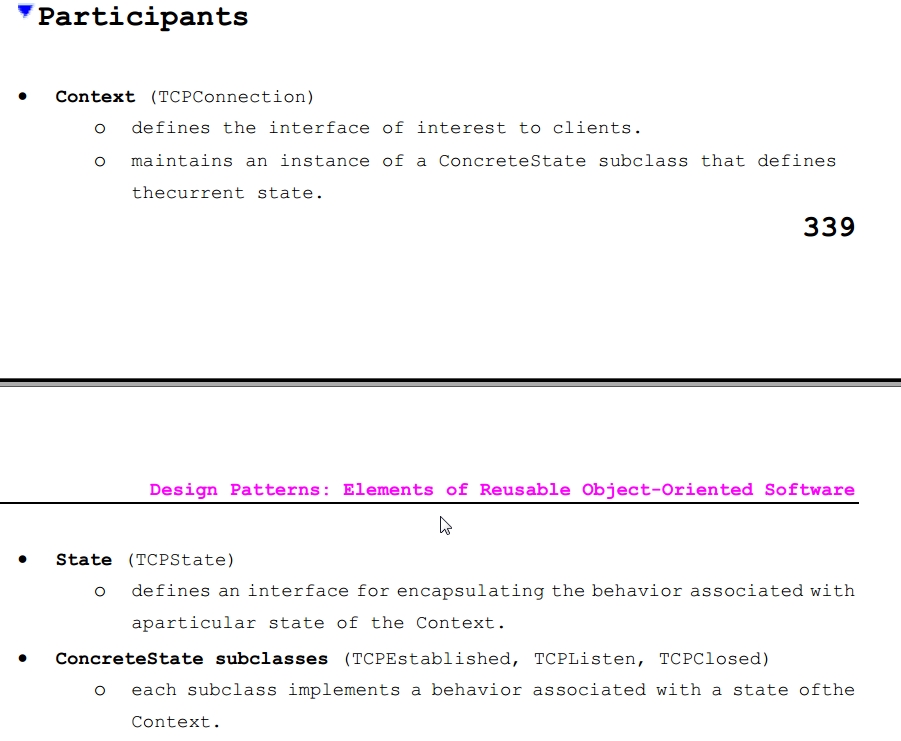 Participants
• Context (TCPConnection)
o defines the interface of interest to clients.
o maintains an instance of a ConcreteState subclass that defines
thecurrent state.
339
Design Patterns: Elements of Reusable Object-Oriented Software
• State (TCPState)
o defines an interface for encapsulating the behavior associated with
aparticular state of the Context.
• ConcreteState subclasses (TCPEstablished, TCPListen, TCPClosed)
o each subclass implements a behavior associated with a state ofthe
Context.